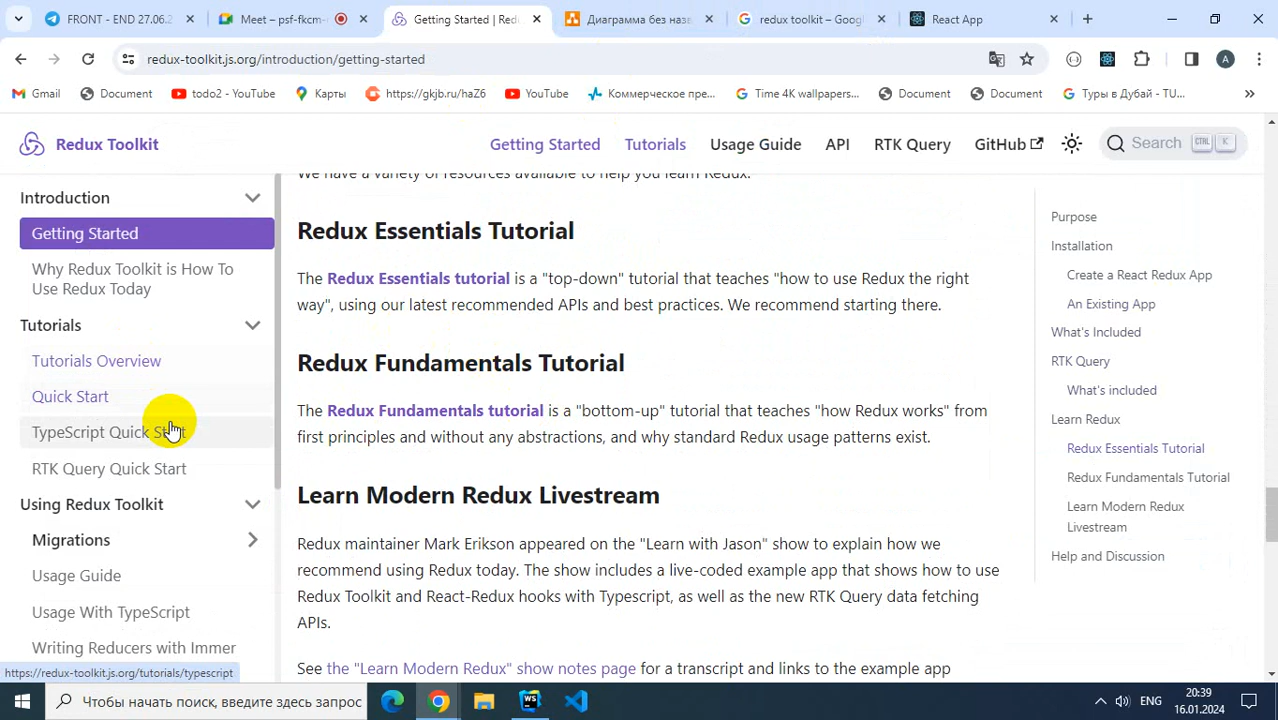 FRONT - END 27.06.2
Meet – psf-fkcm-
Getting Started | Red
Диаграмма без наз
redux toolkit – Goog
React App
redux-toolkit.js.org/introduction/getting-started
A
Gmail
Document
todo2 - YouTube
Карты
https://gkjb.ru/haZ6
YouTube
Коммерческое пре...
Time 4K wallpapers...
Document
Document
Туры в Дубай - TU...
Redux Toolkit
Getting Started
Tutorials
Usage Guide
API
RTK Query
GitHub
Search
CTRL
K
Introduction
Getting Started
Why Redux Toolkit is How To
Use Redux Today
Tutorials
Tutorials Overview
Quick Start
TypeScript Quick Start
RTK Query Quick Start
Using Redux Toolkit
Migrations
Usage Guide
Usage With TypeScript
Writing Reducers with Immer
https://redux-toolkit.js.org/tutorials/typescript
We have a variety of resources available to help you learn Redux.
Redux Essentials Tutorial
The Redux Essentials tutorial is a "top-down" tutorial that teaches "how to use Redux the right
way", using our latest recommended APIs and best practices. We recommend starting there.
Redux Fundamentals Tutorial
The Redux Fundamentals tutorial is a "bottom-up" tutorial that teaches "how Redux works" from
first principles and without any abstractions, and why standard Redux usage patterns exist.
Learn Modern Redux Livestream
Redux maintainer Mark Erikson appeared on the "Learn with Jason" show to explain how we
recommend using Redux today. The show includes a live-coded example app that shows how to use
Redux Toolkit and React-Redux hooks with Typescript, as well as the new RTK Query data fetching
APIs.
See the "Learn Modern Redux" show notes page for a transcript and links to the example app
Purpose
Installation
Create a React Redux App
An Existing App
What's Included
RTK Query
What's included
Learn Redux
Redux Essentials Tutorial
Redux Fundamentals Tutorial
Learn Modern Redux
Livestream
Help and Discussion
Чтобы начать поиск, введите здесь запрос
WS
ENG
20:39
16.01.2024